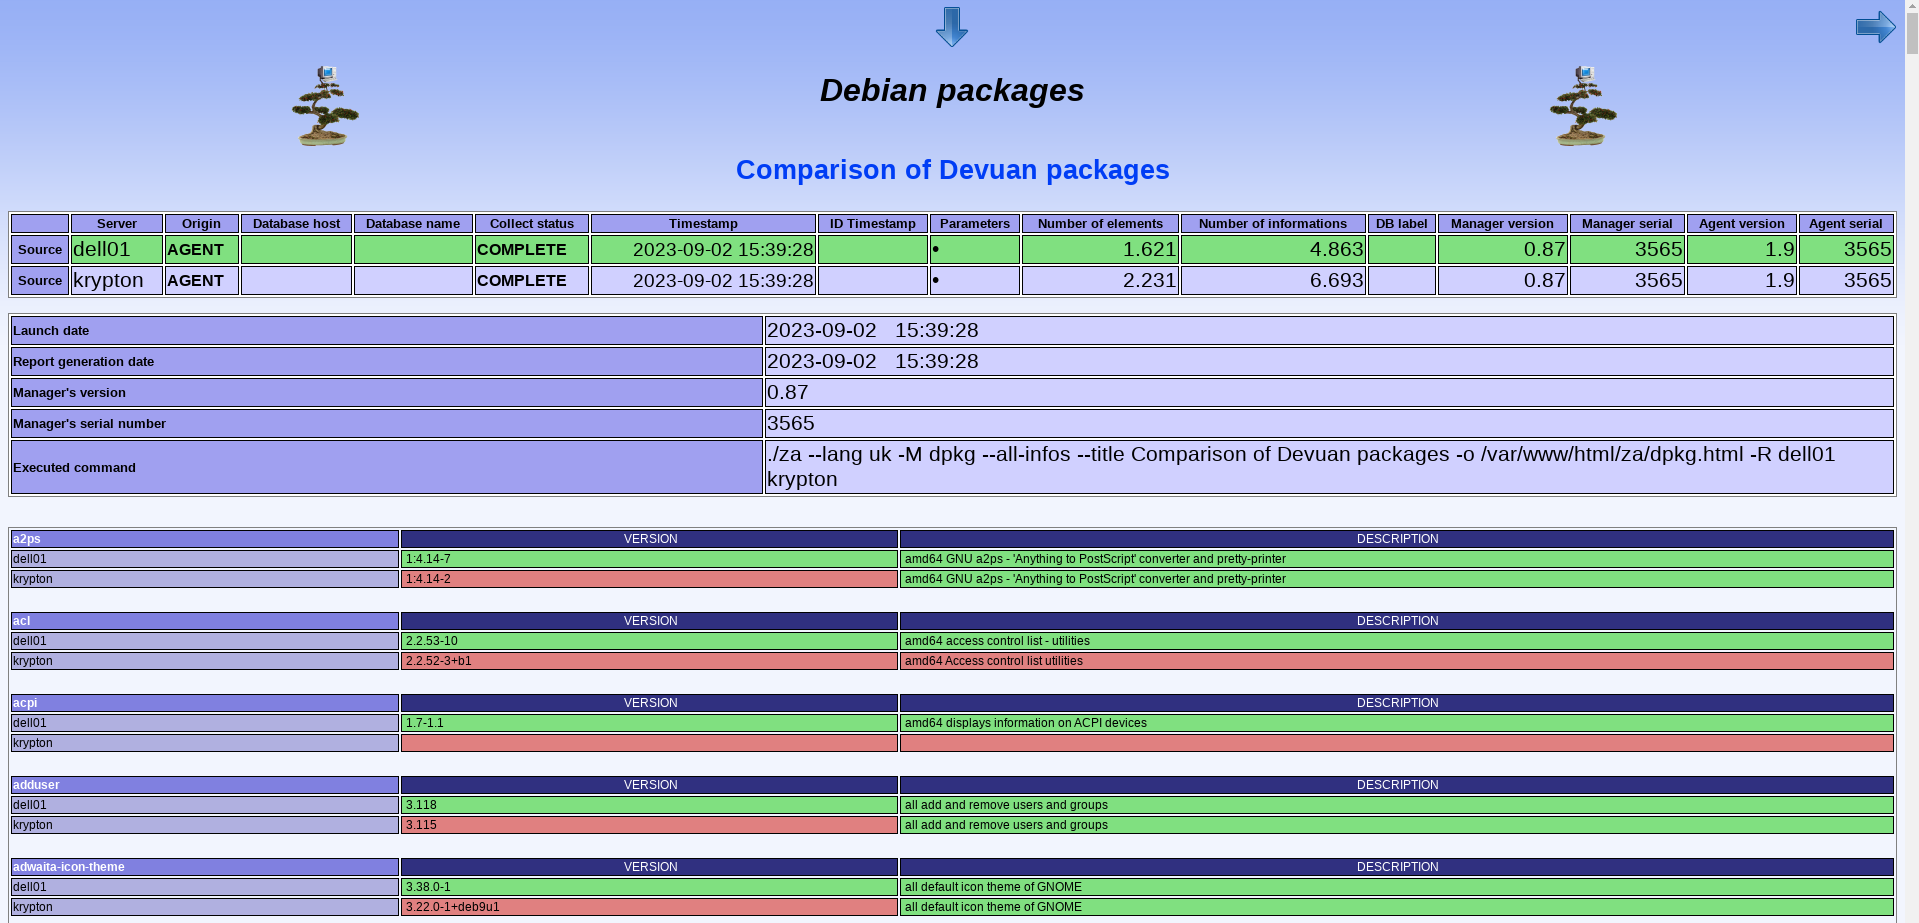 Debian packages
Comparison of Devuan packages
Server Origin Database host Database name Collect status Timestamp ID Timestamp Parameters Number of elements Number of informations DB label Manager version Manager serial Agent version Agent serial
Source dell01 AGENT COMPLETE 2023-09-02 15:39:28 • 1.621 4.863 0.87 3565 1.9 3565
Source krypton AGENT COMPLETE 2023-09-02 15:39:28 • 2.231 6.693 0.87 3565 1.9 3565
Launch date 2023-09-02 15:39:28
Report generation date 2023-09-02 15:39:28
Manager's version 0.87
Manager's serial number 3565
Executed command ./za --lang uk -M dpkg --all-infos --title Comparison of Devuan packages -o /var/www/html/za/dpkg.html -R dell01
krypton
a2ps VERSION DESCRIPTION
dell01 1:4.14-7 amd64 GNU a2ps - 'Anything to PostScript' converter and pretty-printer
krypton 1:4.14-2 amd64 GNU a2ps - 'Anything to PostScript' converter and pretty-printer
acl VERSION DESCRIPTION
dell01 2.2.53-10 amd64 access control list - utilities
krypton 2.2.52-3+b1 amd64 Access control list utilities
acpi VERSION DESCRIPTION
dell01 1.7-1.1 amd64 displays information on ACPI devices
krypton
adduser VERSION DESCRIPTION
dell01 3.118 all add and remove users and groups
krypton 3.115 all add and remove users and groups
adwaita-icon-theme VERSION DESCRIPTION
dell01 3.38.0-1 all default icon theme of GNOME
krypton 3.22.0-1+deb9u1 all default icon theme of GNOME